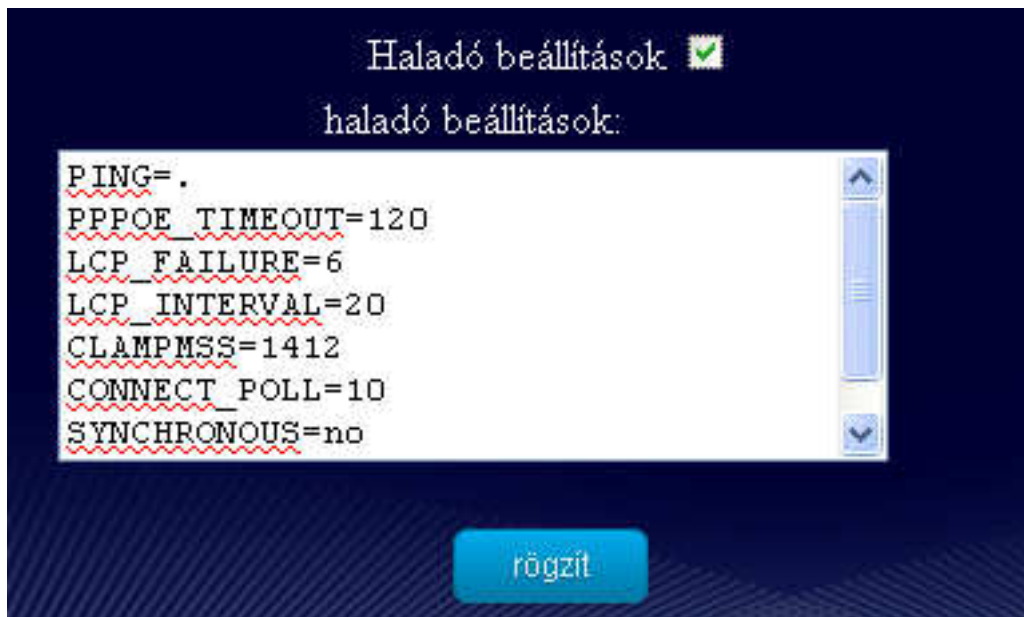 Haladó beállítások
haladó beállítások:
PING=.
PPPOE_TIMEOUT=120
LCP_FAILURE=6
LCP_INTERVAL=20
CLAMPMSS=1412
CONNECT_POLL=10
SYNCHRONOUS=no
rögzít